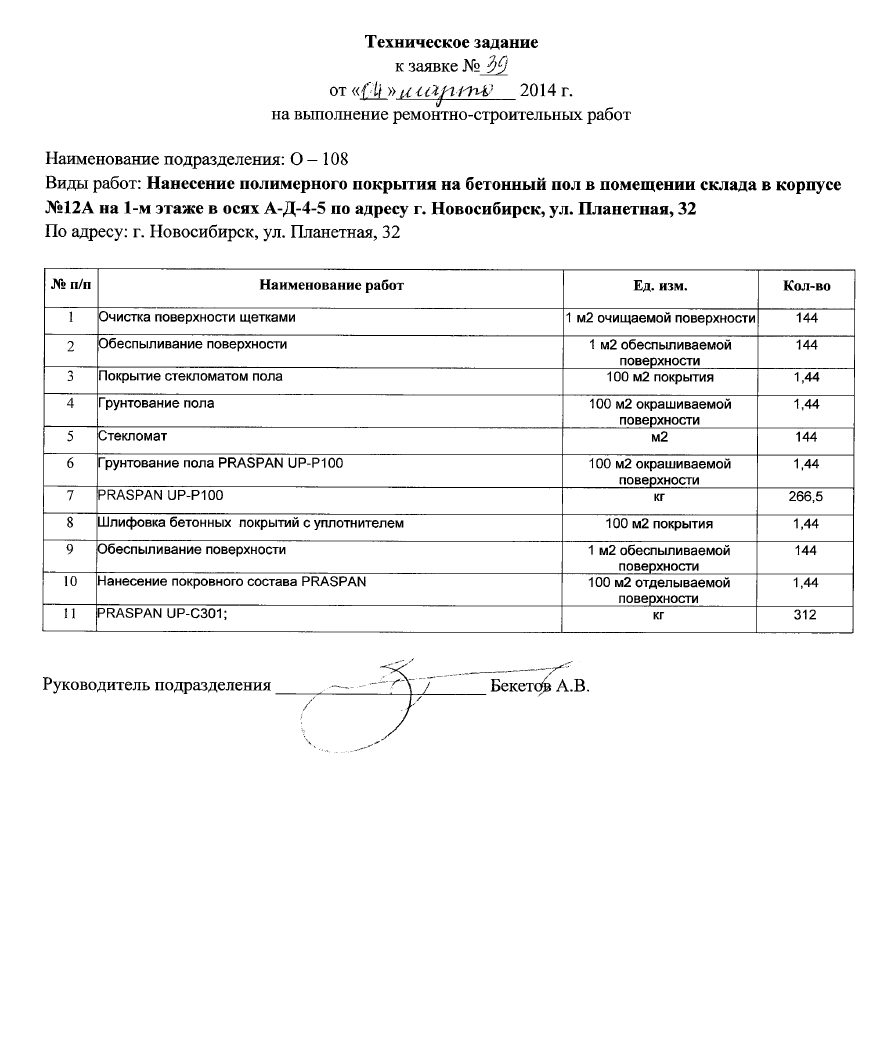 Техническое задание
к заявке № 39
от «14» марта 2014 г.
на выполнение ремонтно-строительных работ
Наименование подразделения: О – 108
Виды работ: Нанесение полимерного покрытия на бетонный пол в помещении склада в корпусе
№12А на 1-м этаже в осях А-Д-4-5 по адресу г. Новосибирск, ул. Планетная, 32
По адресу: г. Новосибирск, ул. Планетная, 32
№ п/п Наименование работ Ед. изм. Кол-во
1 Очистка поверхности щетками 1 м2 очищаемой поверхности 144
2 Обеспыливание поверхности 1 м2 обеспыливаемой 144
поверхности
3 Покрытие стекломатом пола 100 м2 покрытия 1,44
4 Грунтование пола 100 м2 окрашиваемой 1,44
поверхности
5 Стекломат м2 144
6 Грунтование пола PRASPAN UP-P100 100 м2 окрашиваемой 1,44
поверхности
7 PRASPAN UP-P100 кг 266,5
8 Шлифовка бетонных покрытий с уплотнителем 100 м2 покрытия 1,44
9 Обеспыливание поверхности 1 м2 обеспыливаемой 144
поверхности
10 Нанесение покровного состава PRASPAN 100 м2 отделываемой 1,44
поверхности
11 PRASPAN UP-C301; кг 312
Руководитель подразделения Бекетов А.В.